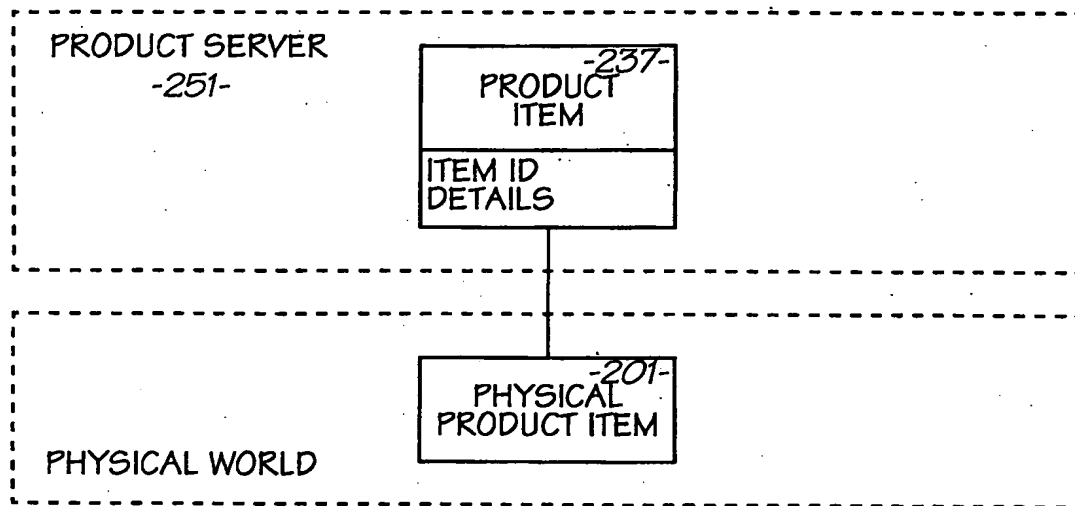 PRODUCT SERVER
-251-
-237-
PRODUCT
ITEM
ITEM ID
DETAILS
-201-
PHYSICAL
PRODUCT ITEM
PHYSICAL WORLD